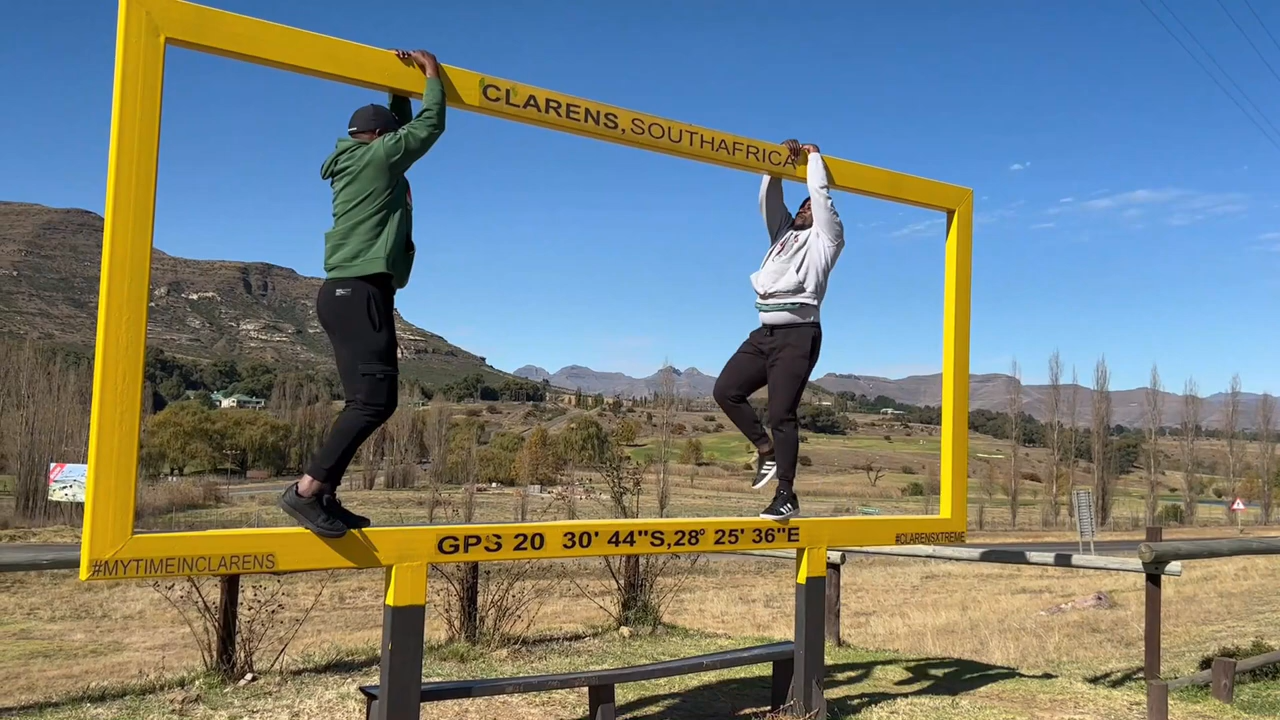 CLARENS, SOUTHAFRICA
GPS 20 30' 44"S, 28° 25' 36"E
#CLARENSXTREME
#MYTIMEINCLARENS